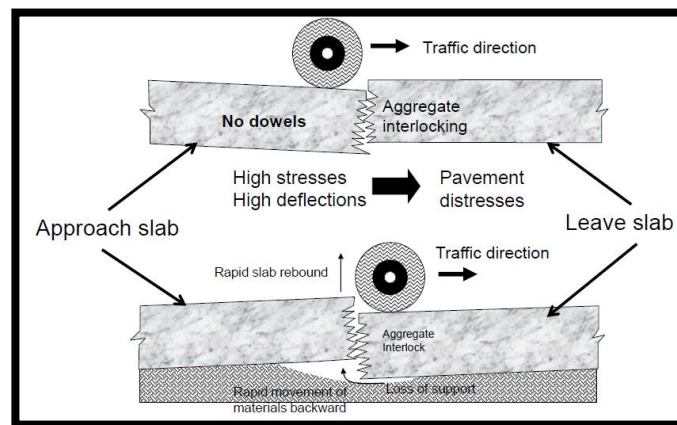 Traffic direction
No dowels
Aggregate
interlocking
High stresses
High deflections
Pavement
distresses
Approach slab
Leave slab
Rapid slab rebound
Traffic direction
Aggregate
Interlock
Rapid movement of
materials backward
Loss of support